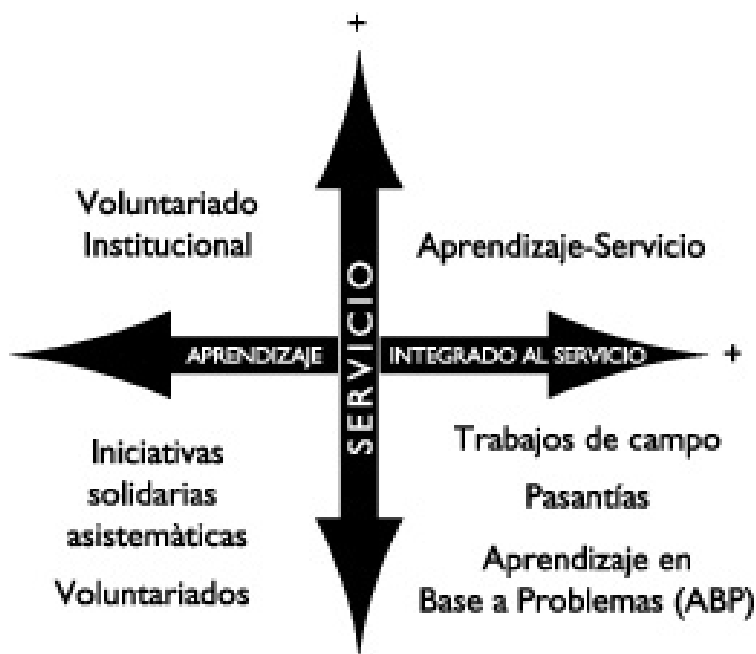 +
Voluntariado
Institucional
Aprendizaje-Servicio
SERVICIO
APRENDIZAJE
INTEGRADO AL SERVICIO
+
Iniciativas
solidarias
asistemàticas
Voluntariados
Trabajos de campo
Pasantías
Aprendizaje en
Base a Problemas (ABP)